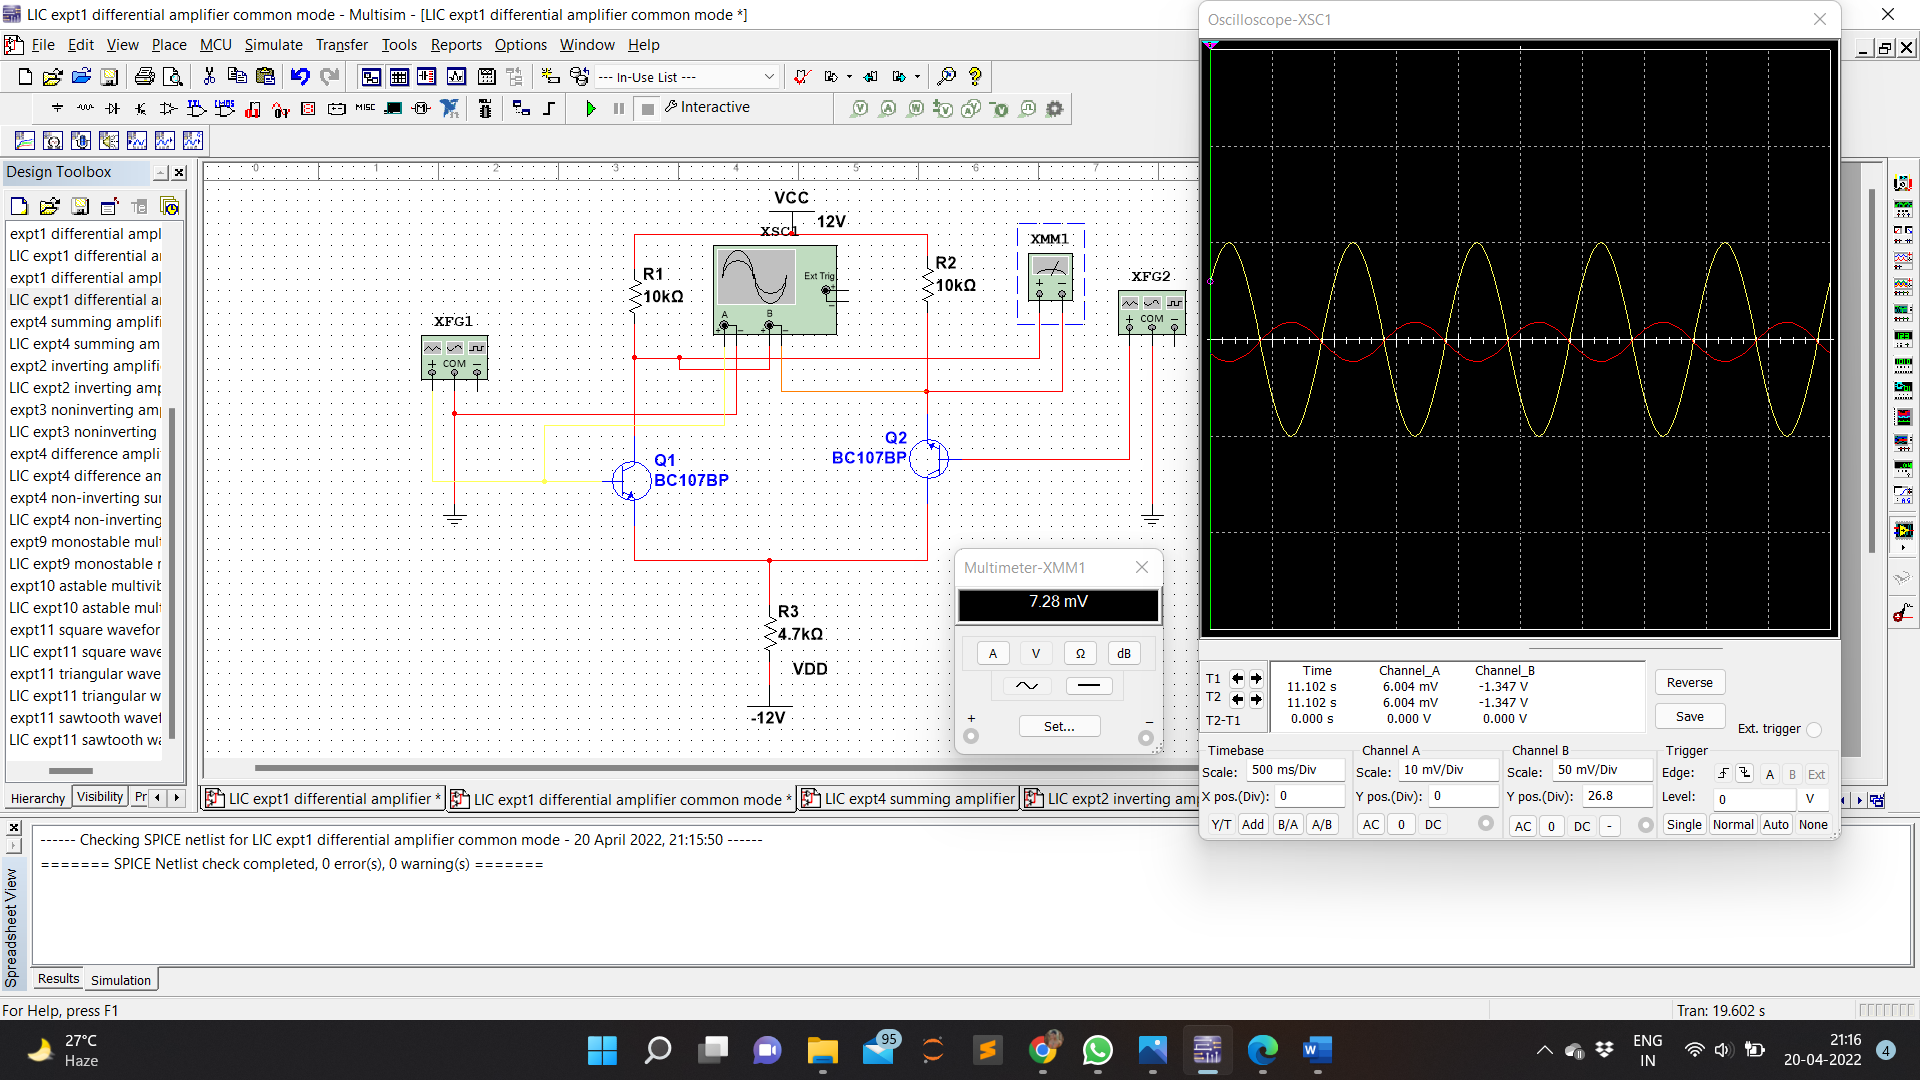 LIC expt1 differential amplifier common mode - Multisim - [LIC expt1 differential amplifier common mode *]
File Edit View Place MCU Simulate Transfer Tools Reports Options Window Help
--- In-Use List ---
MISC
Interactive
Design Toolbox
expt1 differential ampl
LIC expt1 differential a
expt1 differential ampl
LIC expt1 differential a
expt4 summing amplifi
LIC expt4 summing am
expt2 inverting amplifi
LIC expt2 inverting amp
expt3 noninverting amp
LIC expt3 noninverting
expt4 difference ampli
LIC expt4 difference am
expt4 non-inverting sur
LIC expt4 non-inverting
expt9 monostable mult
LIC expt9 monostable r
expt10 astable multivib
LIC expt10 astable mult
expt11 square wavefor
LIC expt11 square wave
expt11 triangular wave
LIC expt11 triangular w
expt11 sawtooth wavef
LIC expt11 sawtooth wa
Hierarchy Visibility Pr
0 1 2 3 4 5 6 7
VCC
12V
XSC1
Ext Trig
A B
R1
10kΩ
R2
10kΩ
XMM1
XFG2
COM
XFG1
COM
Q1
BC107BP
Q2
BC107BP
R3
4.7kΩ
VDD
-12V
Multimeter-XMM1
7.28 mV
A V Ω dB
+ Set... −
LIC expt1 differential amplifier * LIC expt1 differential amplifier common mode * LIC expt4 summing amplifier LIC expt2 inverting amp
Oscilloscope-XSC1
Time Channel_A Channel_B
T1 11.102 s 6.004 mV -1.347 V
T2 11.102 s 6.004 mV -1.347 V
T2-T1 0.000 s 0.000 V 0.000 V
Reverse
Save
Ext. trigger
Timebase Channel A Channel B Trigger
Scale: 500 ms/Div Scale: 10 mV/Div Scale: 50 mV/Div Edge: A B Ext
X pos.(Div): 0 Y pos.(Div): 0 Y pos.(Div): 26.8 Level: 0 V
Y/T Add B/A A/B AC 0 DC AC 0 DC - Single Normal Auto None
Spreadsheet View
------ Checking SPICE netlist for LIC expt1 differential amplifier common mode - 20 April 2022, 21:15:50 ------
======= SPICE Netlist check completed, 0 error(s), 0 warning(s) =======
Results Simulation
For Help, press F1
Tran: 19.602 s
27°C
Haze
95
ENG
IN
21:16
20-04-2022
4